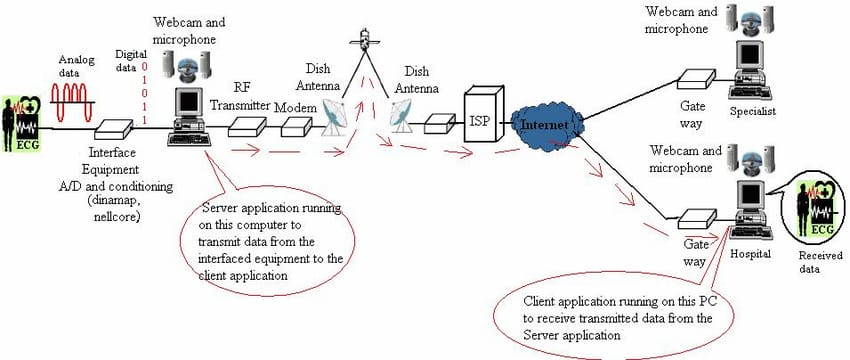 Webcam and
microphone
Analog
data
Digital
data
0
1
0
1
1
ECG
Interface
Equipment
A/D and conditioning
(dinamap,
nellcore)
RF
Transmitter
Modem
Dish
Antenna
Dish
Antenna
ISP
Internet
Webcam and
microphone
Gate
way
Specialist
Webcam and
microphone
Gate
way
Hospital
ECG
Received
data
Server application running
on this computer to
transmit data from the
interfaced equipment to the
client application
Client application running on this PC
to receive transmitted data from the
Server application